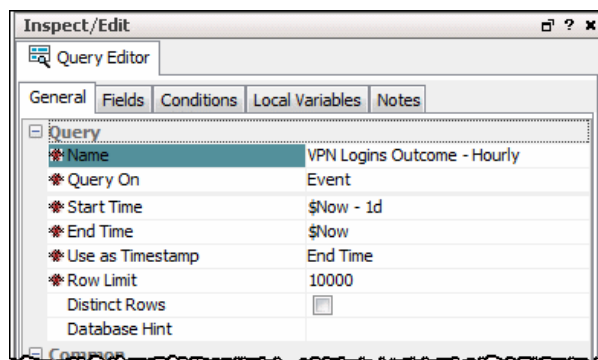 Inspect/Edit ? x
Query Editor
General Fields Conditions Local Variables Notes
Query
Name VPN Logins Outcome - Hourly
Query On Event
Start Time $Now - 1d
End Time $Now
Use as Timestamp End Time
Row Limit 10000
Distinct Rows
Database Hint
Common